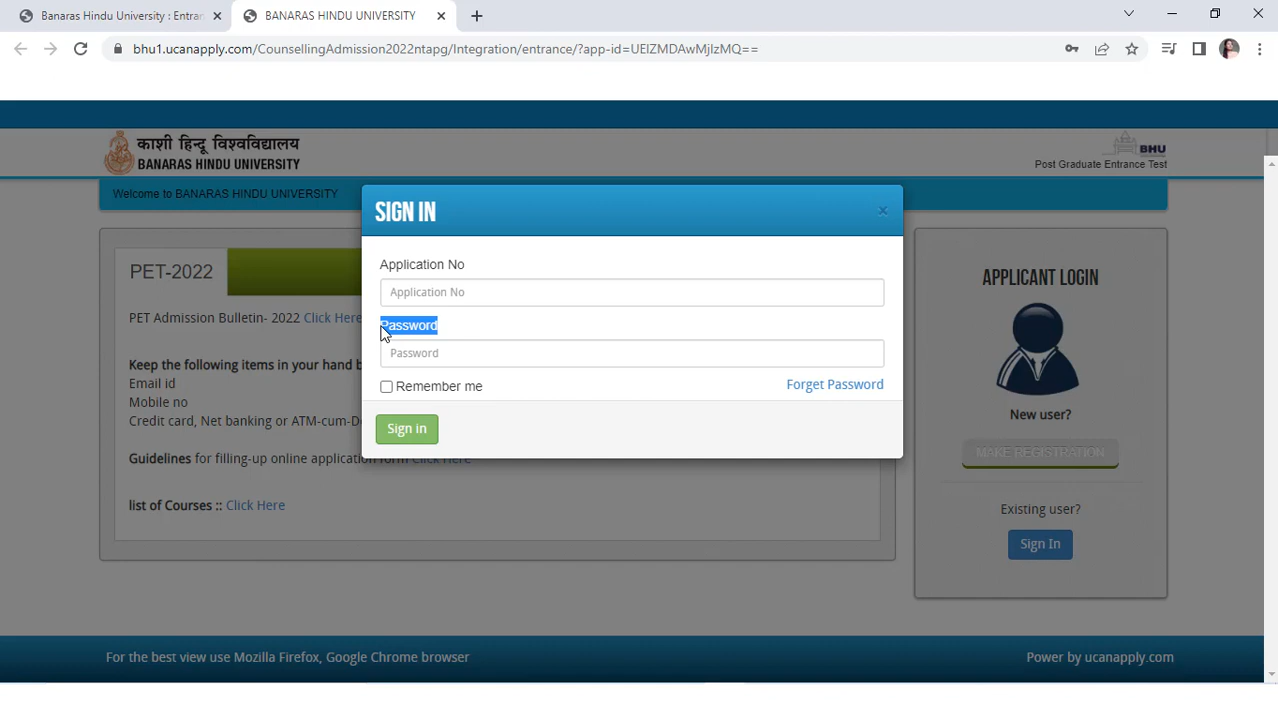 Banaras Hindu University : Entran
BANARAS HINDU UNIVERSITY
bhu1.ucanapply.com/CounsellingAdmission2022ntapg/Integration/entrance/?app-id=UElZMDAwMjIzMQ==
काशी हिन्दू विश्वविद्यालय
BANARAS HINDU UNIVERSITY
BHU
Post Graduate Entrance Test
Welcome to BANARAS HINDU UNIVERSITY
SIGN IN
×
Application No
Application No
Password
Password
Remember me
Forget Password
Sign in
PET-2022
PET Admission Bulletin- 2022 Click Here
Keep the following items in your hand b
Email id
Mobile no
Credit card, Net banking or ATM-cum-De
Guidelines for filling-up online application form Click Here
list of Courses :: Click Here
APPLICANT LOGIN
New user?
MAKE REGISTRATION
Existing user?
Sign In
For the best view use Mozilla Firefox, Google Chrome browser
Power by ucanapply.com